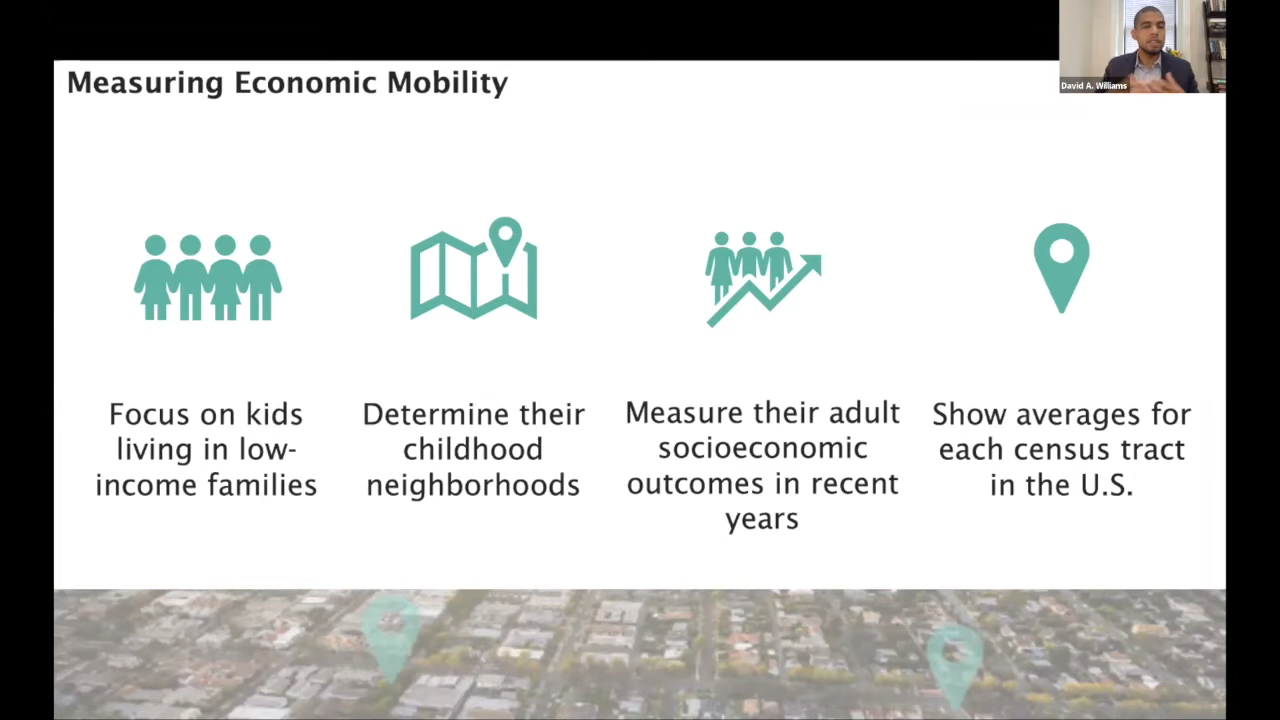 Measuring Economic Mobility
David A. Williams
Focus on kids
living in low-
income families
Determine their
childhood
neighborhoods
Measure their adult
socioeconomic
outcomes in recent
years
Show averages for
each census tract
in the U.S.